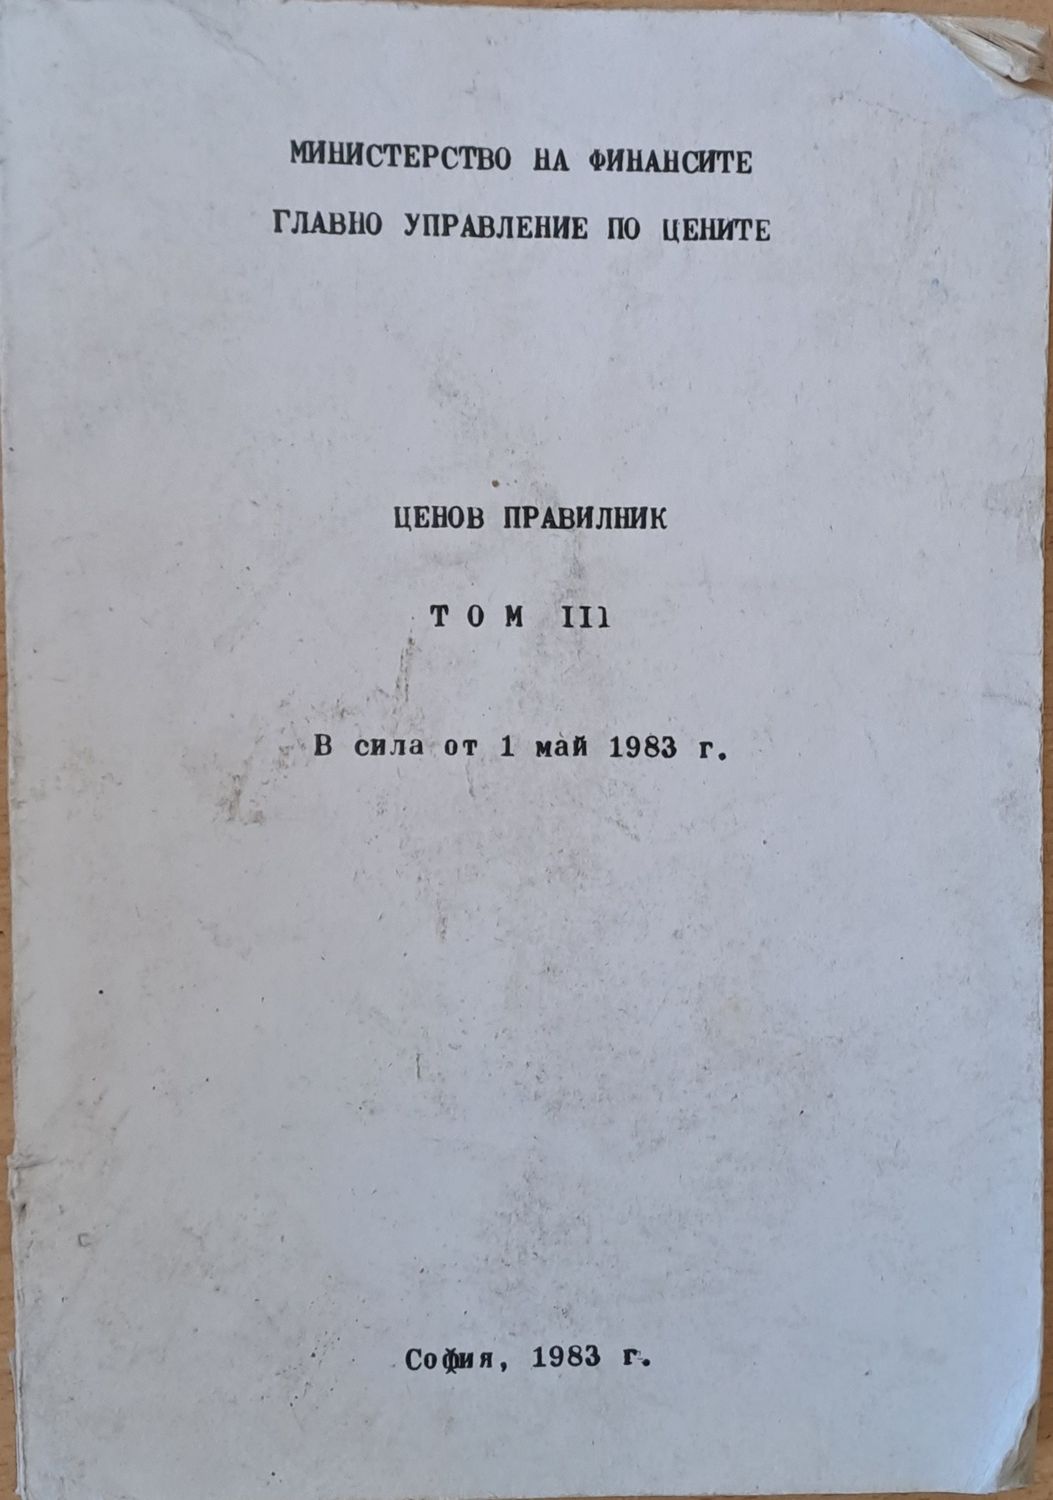 МИНИСТЕРСТВО НА ФИНАНСИТЕ
ГЛАВНО УПРАВЛЕНИЕ ПО ЦЕНИТЕ
ЦЕНОВ ПРАВИЛНИК
Т О М III
В сила от 1 май 1983 г.
София, 1983 г.